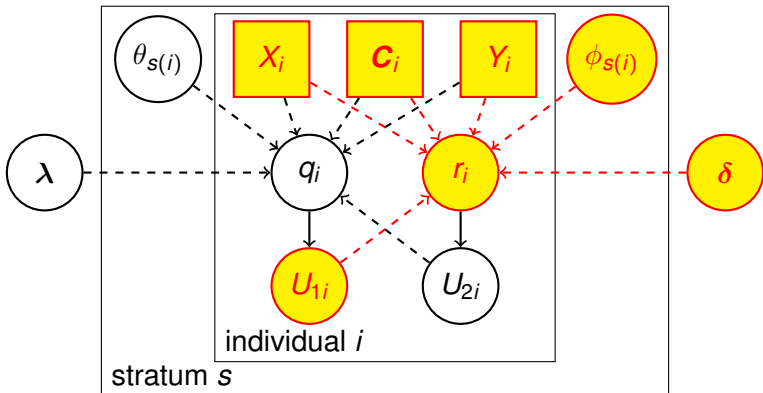 θs(i)
Xi
Ci
Yi
ϕs(i)
λ
qi
ri
δ
U1i
U2i
individual i
stratum s